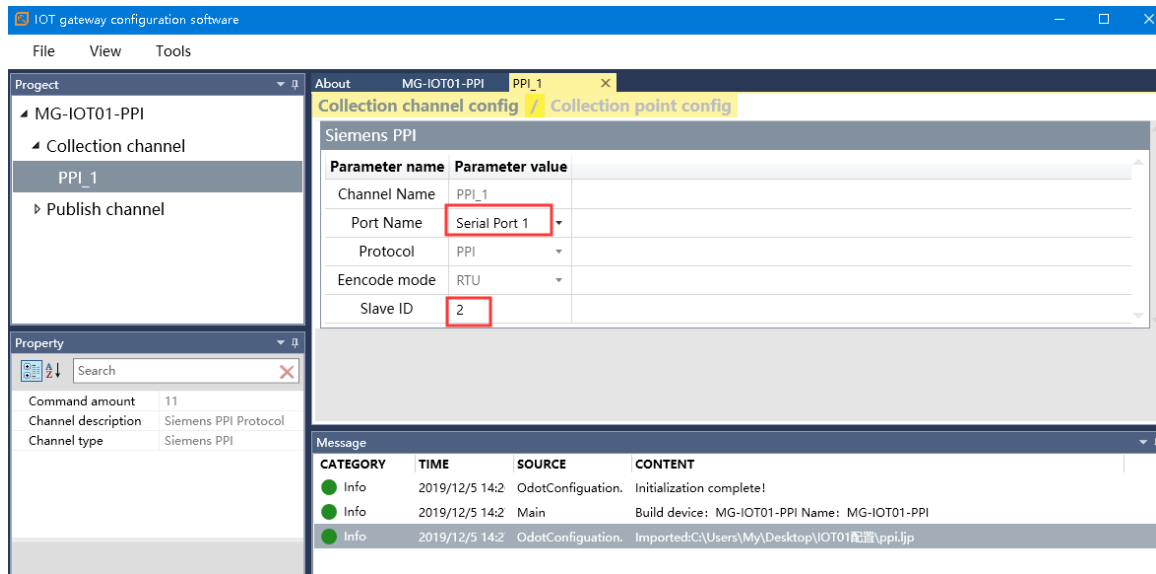 IOT gateway configuration software
File View Tools
Progect
MG-IOT01-PPI
Collection channel
PPI_1
Publish channel
Property
Search
Command amount 11
Channel description Siemens PPI Protocol
Channel type Siemens PPI
About MG-IOT01-PPI PPI_1
Collection channel config / Collection point config
Siemens PPI
Parameter name Parameter value
Channel Name PPI_1
Port Name Serial Port 1
Protocol PPI
Eencode mode RTU
Slave ID 2
Message
CATEGORY TIME SOURCE CONTENT
Info 2019/12/5 14:2 OdotConfiguation. Initialization complete!
Info 2019/12/5 14:2 Main Build device：MG-IOT01-PPI Name：MG-IOT01-PPI
Info 2019/12/5 14:2 OdotConfiguation. Imported:C:\Users\My\Desktop\IOT01配置\ppi.ljp